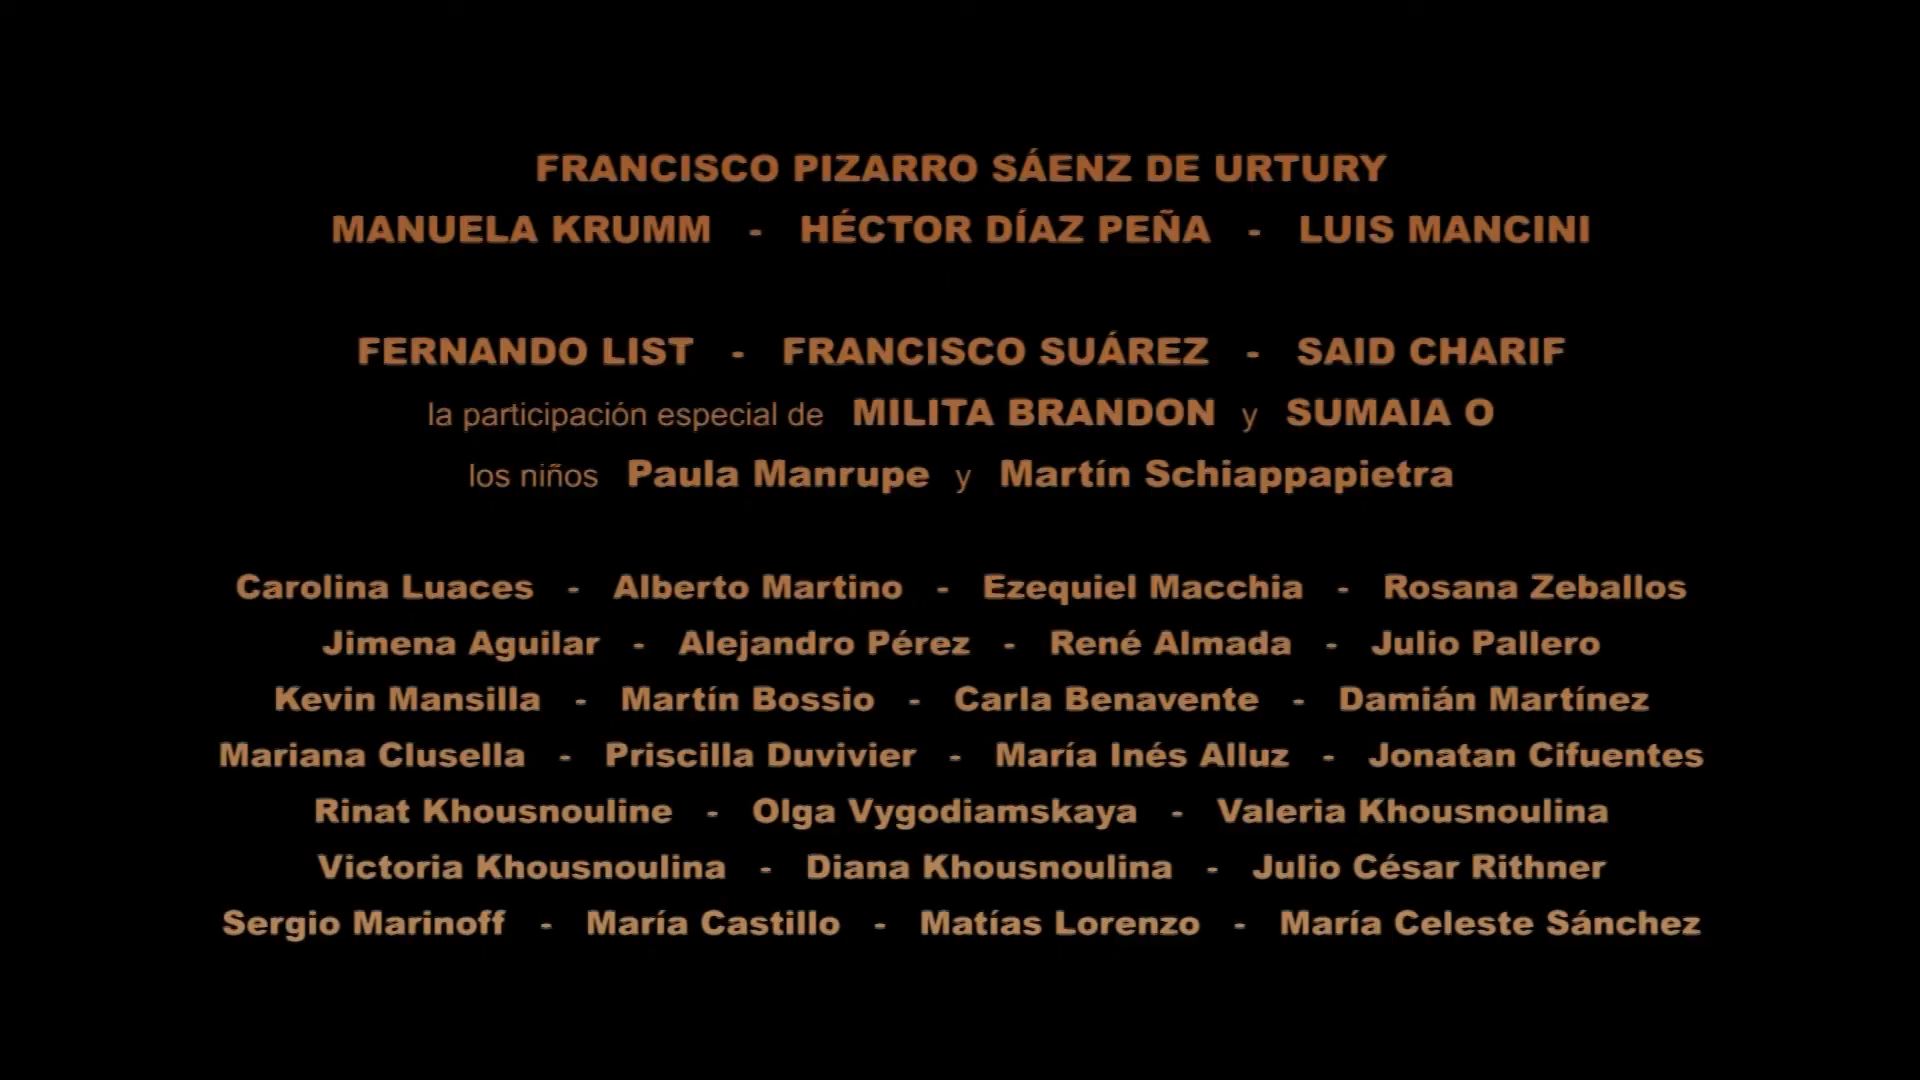 FRANCISCO PIZARRO SÁENZ DE URTURY
MANUELA KRUMM - HÉCTOR DÍAZ PEÑA - LUIS MANCINI
FERNANDO LIST - FRANCISCO SUÁREZ - SAID CHARIF
la participación especial de MILITA BRANDON y SUMAIA O
los niños Paula Manrupe y Martín Schiappapietra
Carolina Luaces - Alberto Martino - Ezequiel Macchia - Rosana Zeballos
Jimena Aguilar - Alejandro Pérez - René Almada - Julio Pallero
Kevin Mansilla - Martín Bossio - Carla Benavente - Damián Martínez
Mariana Clusella - Priscilla Duvivier - María Inés Alluz - Jonatan Cifuentes
Rinat Khousnouline - Olga Vygodiamskaya - Valeria Khousnoulina
Victoria Khousnoulina - Diana Khousnoulina - Julio César Rithner
Sergio Marinoff - María Castillo - Matías Lorenzo - María Celeste Sánchez